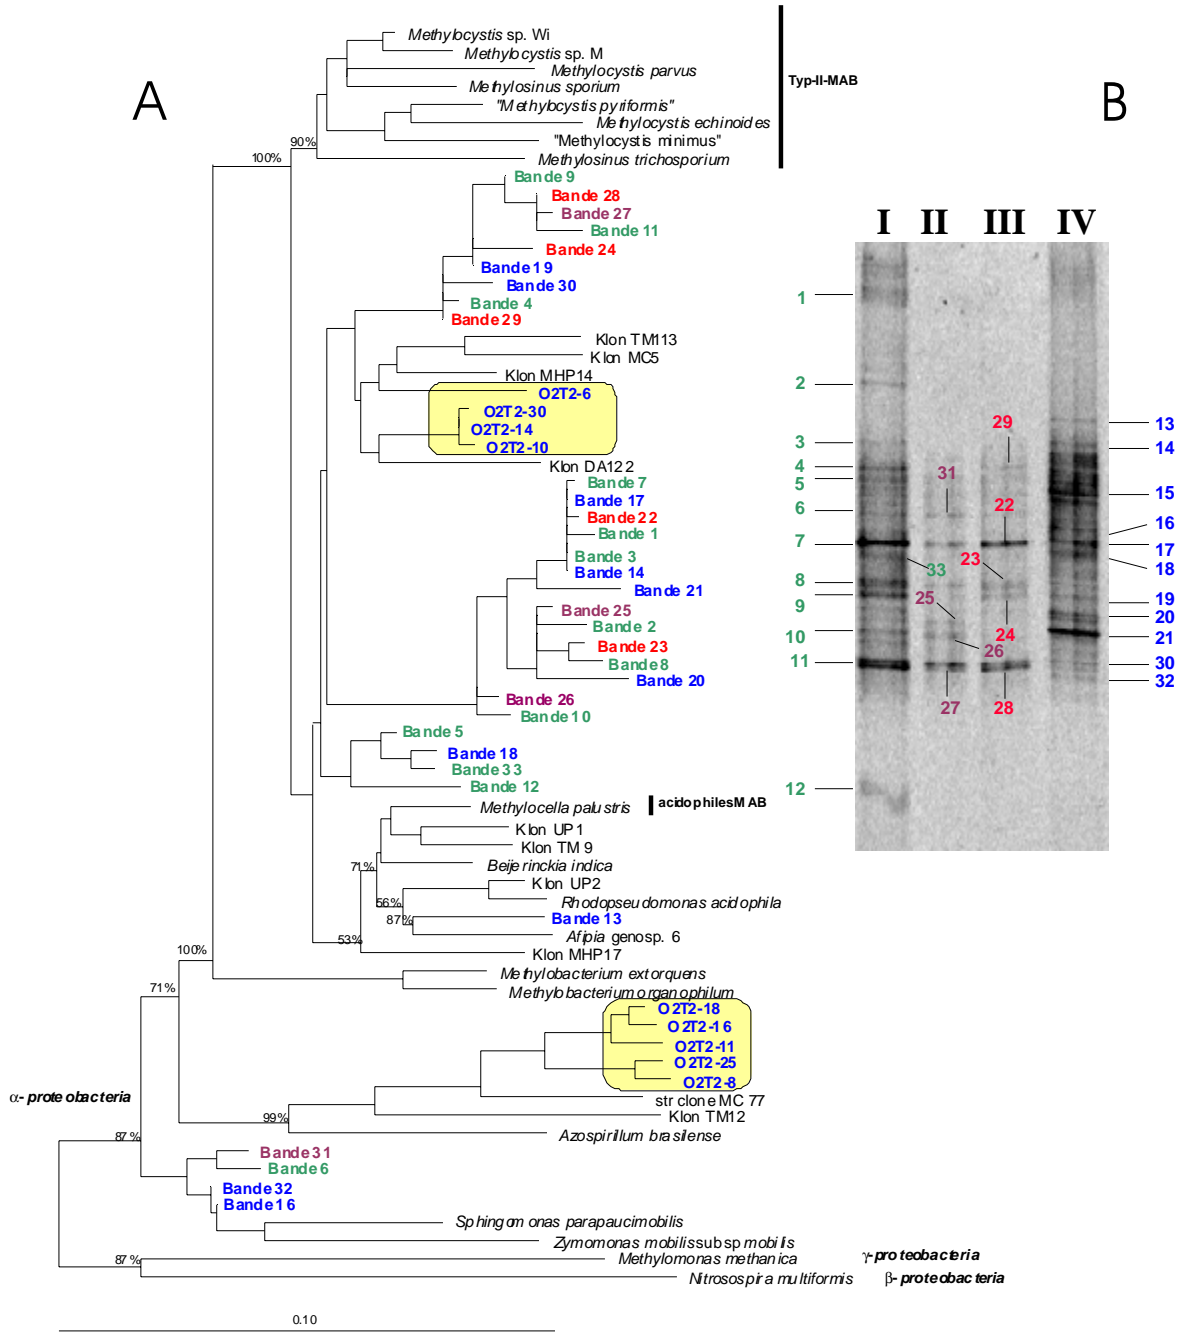 A
B
Methylocystis sp. Wi
Methylocystis sp. M
Methylocystis parvus
Methylosinus sporium
"Methylocystis pyriformis"
Methylocystis echinoides
"Methylocystis minimus"
Methylosinus trichosporium
Typ-II-MAB
90%
100%
Bande 9
Bande 28
Bande 27
Bande 11
Bande 24
Bande 19
Bande 30
Bande 4
Bande 29
Klon TM113
Klon MC5
Klon MHP14
O2T2-6
O2T2-30
O2T2-14
O2T2-10
Klon DA122
Bande 7
Bande 17
Bande 22
Bande 1
Bande 3
Bande 14
Bande 21
Bande 25
Bande 2
Bande 23
Bande 8
Bande 20
Bande 26
Bande 10
Bande 5
Bande 18
Bande 33
Bande 12
Methylocella palustris
acidophiles MAB
Klon UP1
Klon TM9
Beijerinckia indica
71%
Klon UP2
Rhodopseudomonas acidophila
56%
87%
Bande 13
Afipia genosp. 6
53%
Klon MHP17
100%
Methylobacterium extorquens
Methylobacterium organophilum
71%
O2T2-18
O2T2-16
O2T2-11
O2T2-25
O2T2-8
str clone MC 77
Klon TM12
99%
Azospirillum brasilense
α-proteobacteria
87%
Bande 31
Bande 6
Bande 32
Bande 16
Sphingomonas parapaucimobilis
Zymomonas mobilis subsp mobilis
87%
Methylomonas methanica
γ-proteobacteria
Nitrosospira multiformis
β-proteobacteria
0.10
I II III IV
1
2
3
4
5
6
7
8
9
10
11
12
29
31
22
33
23
25
24
26
27
28
13
14
15
16
17
18
19
20
21
30
32